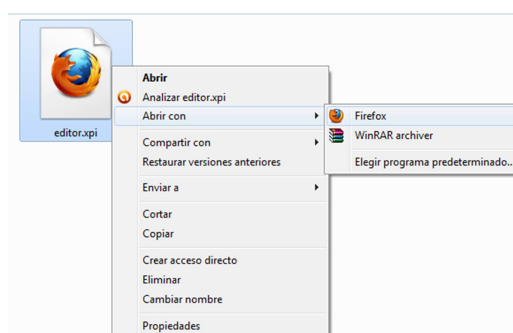 editor.xpi
Abrir
Analizar editor.xpi
Abrir con
Compartir con
Restaurar versiones anteriores
Enviar a
Cortar
Copiar
Crear acceso directo
Eliminar
Cambiar nombre
Propiedades
Firefox
WinRAR archiver
Elegir programa predeterminado...